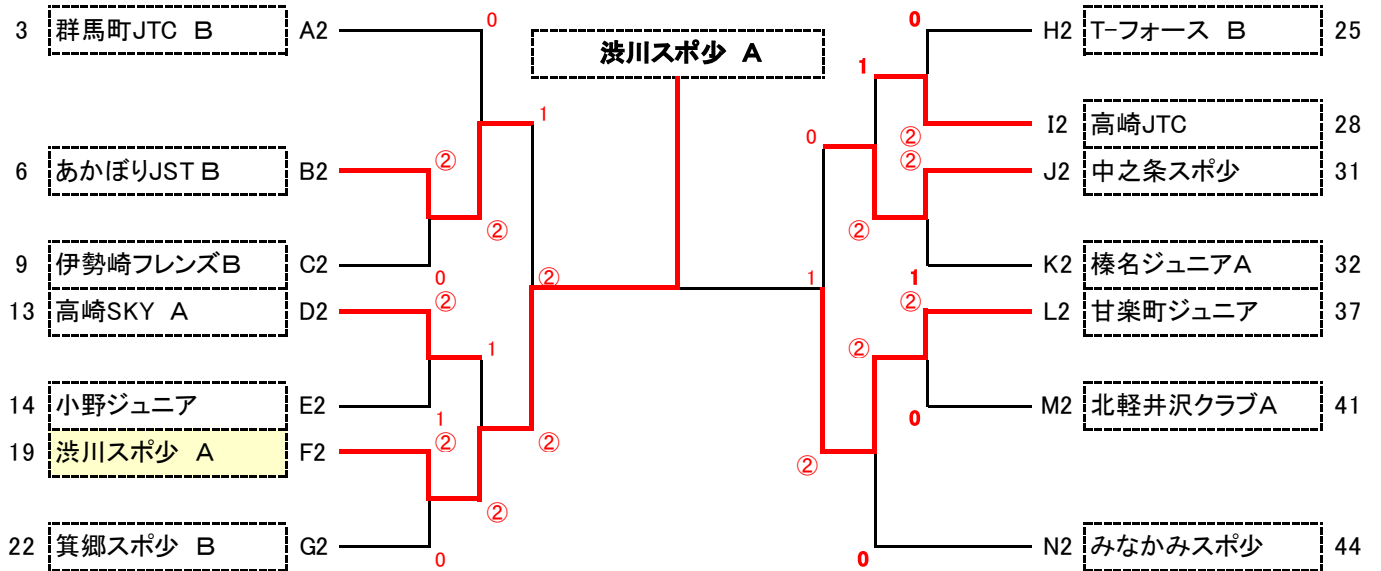 0 0
3 群馬町JTC B A2 H2 T-フォース B 25
渋川スポ少 A
1
1
I2 高崎JTC 28
0 ②
② ②
6 あかぼりJST B B2 J2 中之条スポ少 31
② ②
9 伊勢崎フレンズB C2 K2 榛名ジュニアA 32
0 ② 1 1
② ②
13 高崎SKY A D2 L2 甘楽町ジュニア 37
1 ②
14 小野ジュニア E2 M2 北軽井沢クラブA 41
1 0
② ②
19 渋川スポ少 A F2
②
②
22 箕郷スポ少 B G2 N2 みなかみスポ少 44
0 0